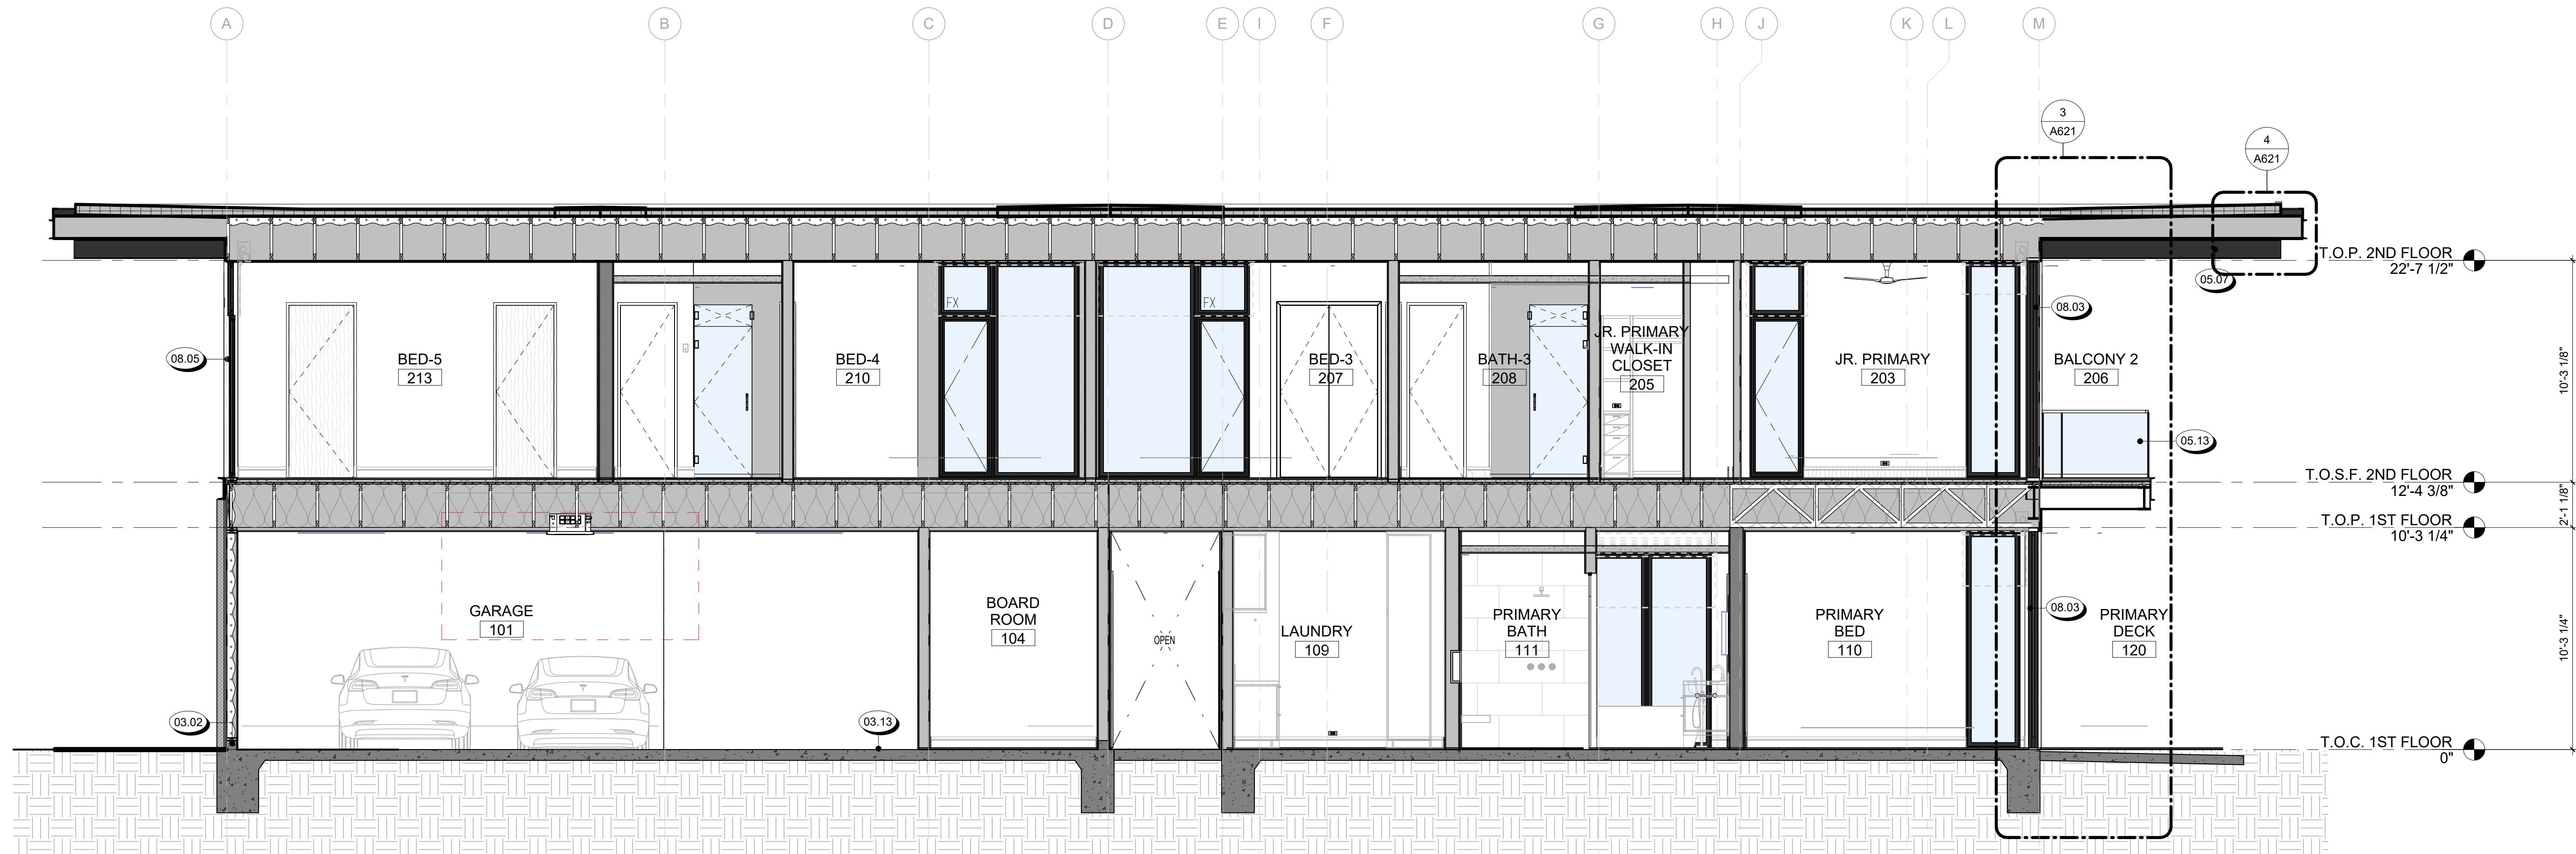 A
B
C
D
E
I
F
G
H
J
K
L
M
3
A621
4
A621
T.O.P. 2ND FLOOR
22'-7 1/2"
05.07
08.03
FX
FX
08.05
BED-5
213
BED-4
210
BED-3
207
BATH-3
208
JR. PRIMARY
WALK-IN
CLOSET
205
JR. PRIMARY
203
BALCONY 2
206
10'-3 1/8"
05.13
T.O.S.F. 2ND FLOOR
12'-4 3/8"
2'-1 1/8"
T.O.P. 1ST FLOOR
10'-3 1/4"
GARAGE
101
BOARD
ROOM
104
OPEN
LAUNDRY
109
PRIMARY
BATH
111
PRIMARY
BED
110
08.03
PRIMARY
DECK
120
10'-3 1/4"
03.02
03.13
T.O.C. 1ST FLOOR
0"